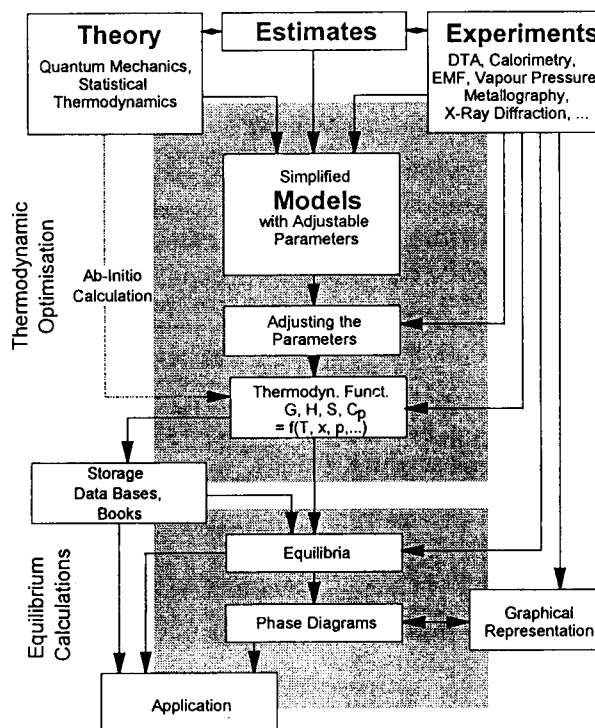 Theory
Quantum Mechanics,
Statistical
Thermodynamics
Estimates
Experiments
DTA, Calorimetry,
EMF, Vapour Pressure
Metallography,
X-Ray Diffraction, ...
Simplified
Models
with Adjustable
Parameters
Thermodynamic
Optimisation
Ab-Initio
Calculation
Adjusting the
Parameters
Thermodyn. Funct.
G, H, S, Cp
= f(T, x, p,...)
Storage
Data Bases,
Books
Equilibrium
Calculations
Equilibria
Phase Diagrams
Graphical
Representation
Application